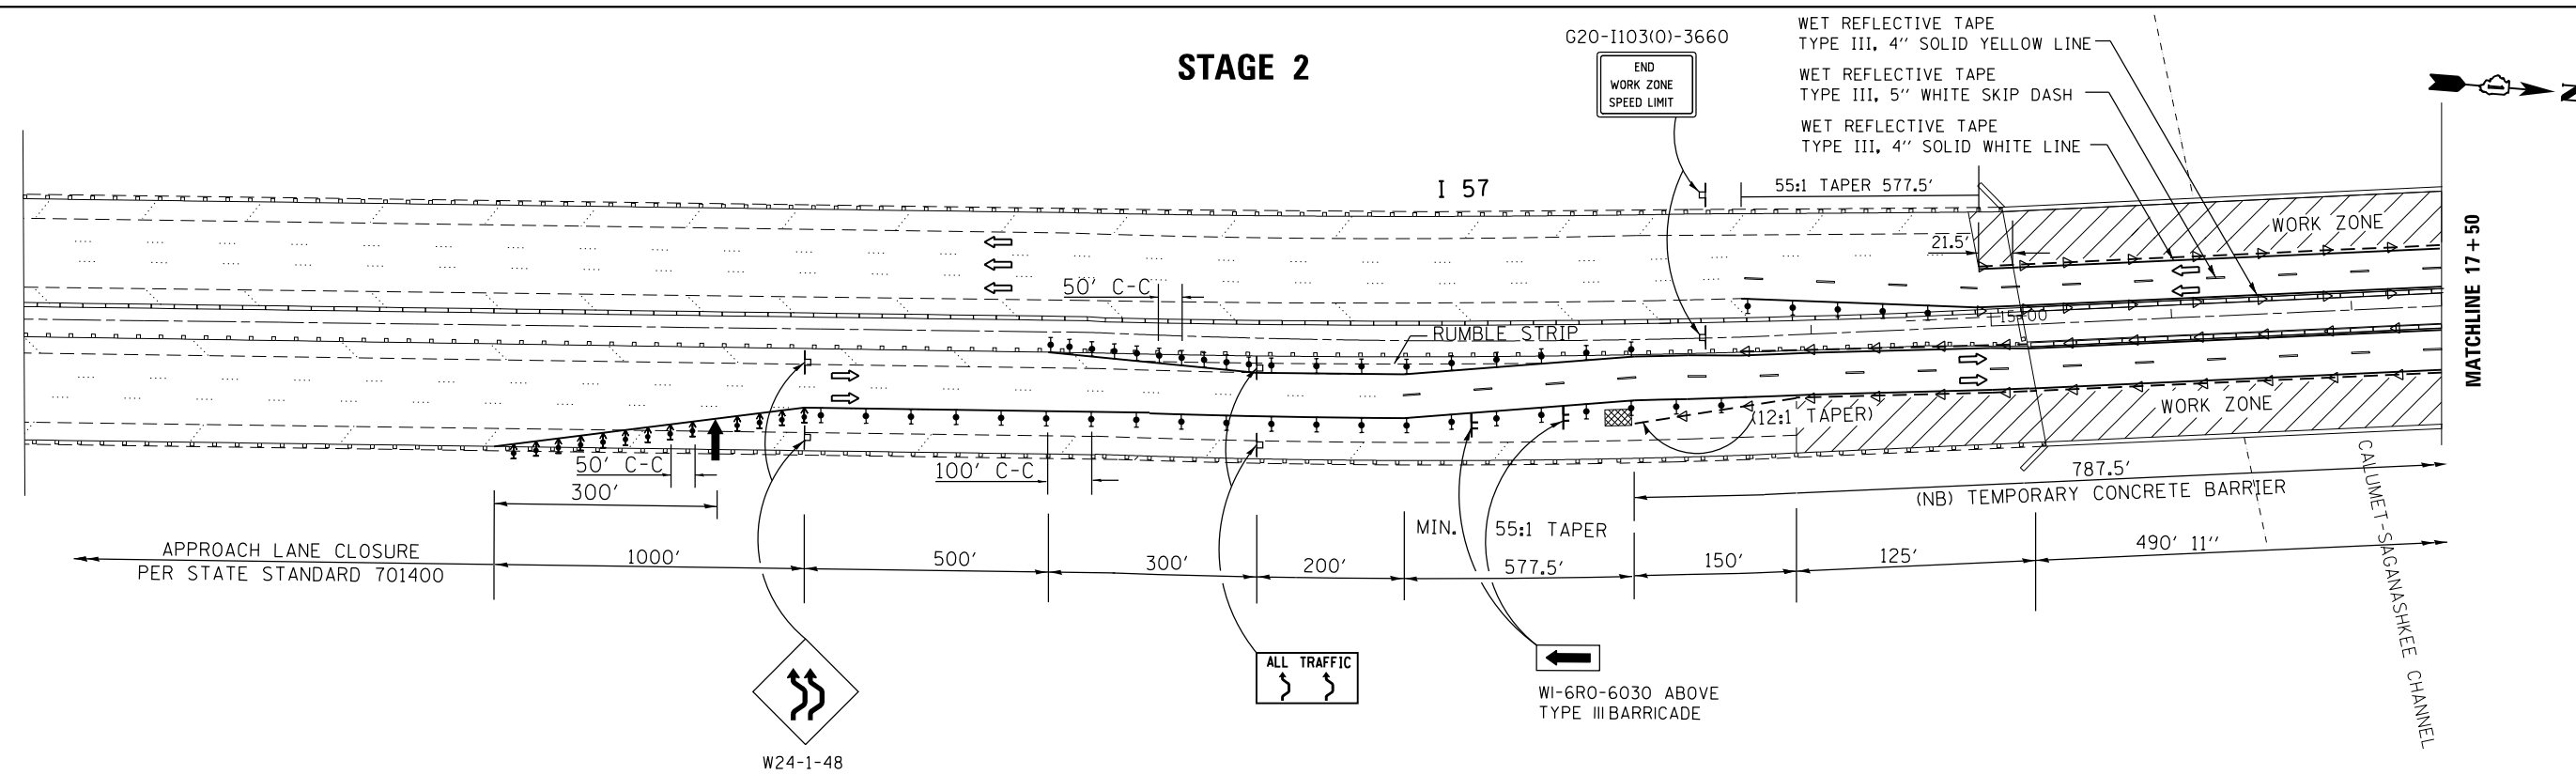 STAGE 2
G20-I103(O)-3660
END
WORK ZONE
SPEED LIMIT
WET REFLECTIVE TAPE
TYPE III, 4'' SOLID YELLOW LINE
WET REFLECTIVE TAPE
TYPE III, 5'' WHITE SKIP DASH
WET REFLECTIVE TAPE
TYPE III, 4'' SOLID WHITE LINE
N
I 57
55:1 TAPER 577.5'
21.5'
WORK ZONE
MATCHLINE 17+50
50' C-C
RUMBLE STRIP
15+00
WORK ZONE
(12:1 TAPER)
50' C-C
300'
100' C-C
787.5'
(NB) TEMPORARY CONCRETE BARRIER
CALUMET-SAGANASHKEE CHANNEL
APPROACH LANE CLOSURE
PER STATE STANDARD 701400
1000'
500'
300'
200'
MIN. 55:1 TAPER
577.5'
150'
125'
490' 11''
W24-1-48
ALL TRAFFIC
WI-6RO-6030 ABOVE
TYPE III BARRICADE